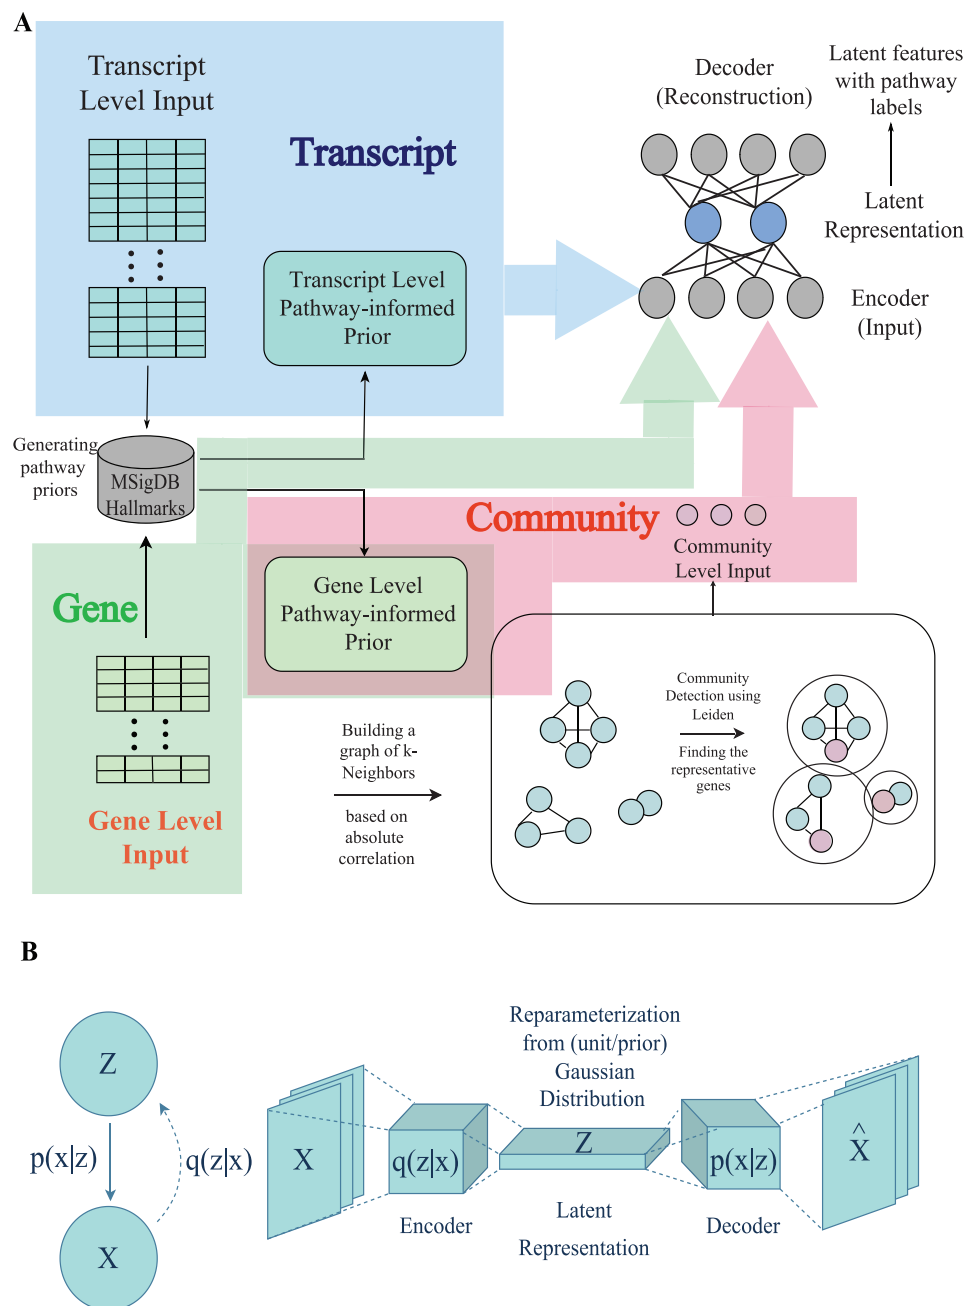 A
Transcript
Level Input
Transcript
Transcript Level
Pathway-informed
Prior
Decoder
(Reconstruction)
Latent features
with pathway
labels
Latent
Representation
Encoder
(Input)
Generating
pathway
priors
MSigDB
Hallmarks
Community
Community
Level Input
Gene
Gene Level
Pathway-informed
Prior
Gene Level
Input
Building a
graph of k-
Neighbors
based on
absolute
correlation
Community
Detection using
Leiden
Finding the
representative
genes
B
Z
p(x|z)
q(z|x)
X
X
q(z|x)
Encoder
Reparameterization
from (unit/prior)
Gaussian
Distribution
Z
Latent
Representation
p(x|z)
Decoder
X̂